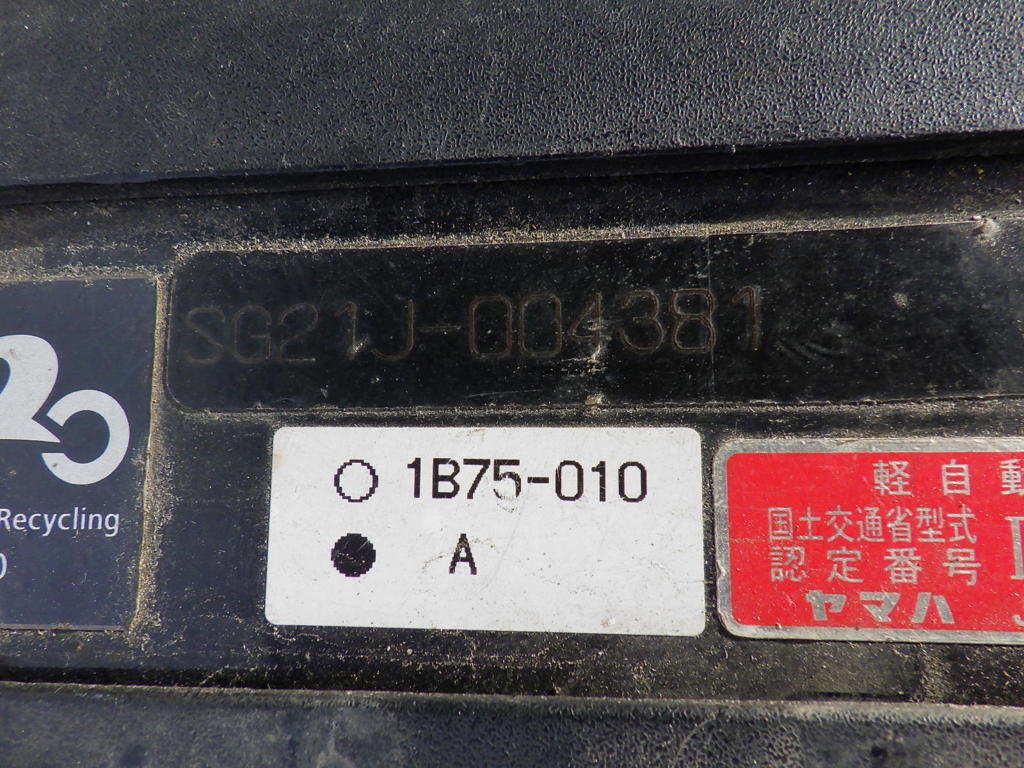 SG21J-004381
Recycling
○ 1B75-010
● A
軽自動
国土交通省型式
認定番号
ヤマハ